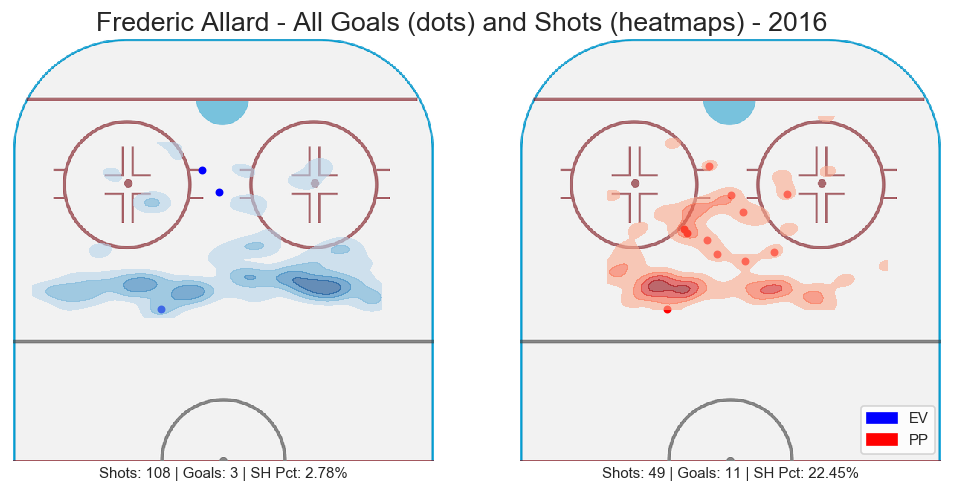 Frederic Allard - All Goals (dots) and Shots (heatmaps) - 2016
EV
PP
Shots: 108 | Goals: 3 | SH Pct: 2.78%
Shots: 49 | Goals: 11 | SH Pct: 22.45%